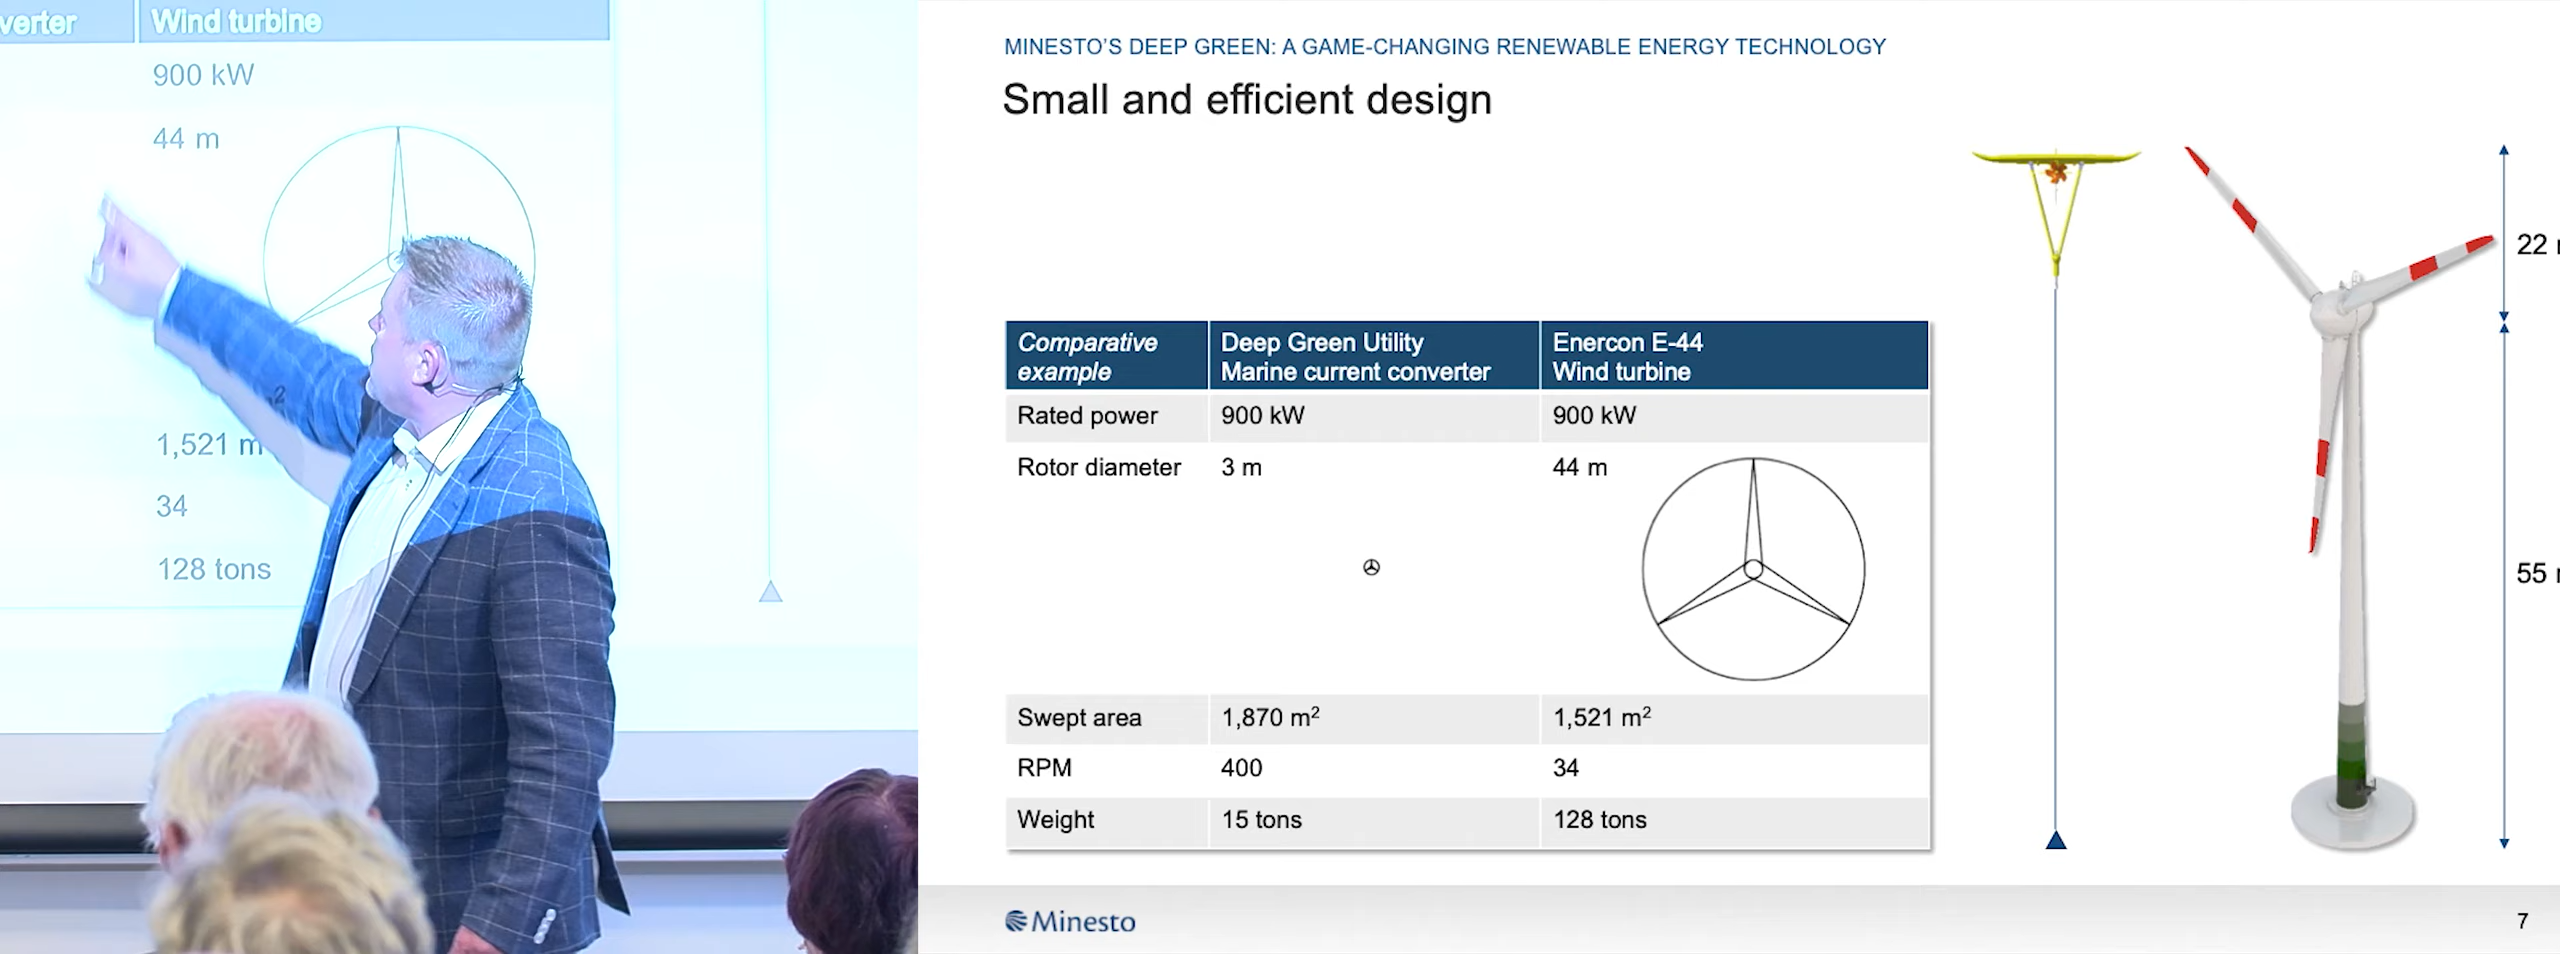 verter
Wind turbine
900 kW
44 m
2
1,521 m
34
128 tons
MINESTO'S DEEP GREEN: A GAME-CHANGING RENEWABLE ENERGY TECHNOLOGY
Small and efficient design
Comparative example
Deep Green Utility
Marine current converter
Enercon E-44
Wind turbine
Rated power 900 kW 900 kW
Rotor diameter 3 m 44 m
Swept area 1,870 m² 1,521 m²
RPM 400 34
Weight 15 tons 128 tons
22
55
Minesto
7